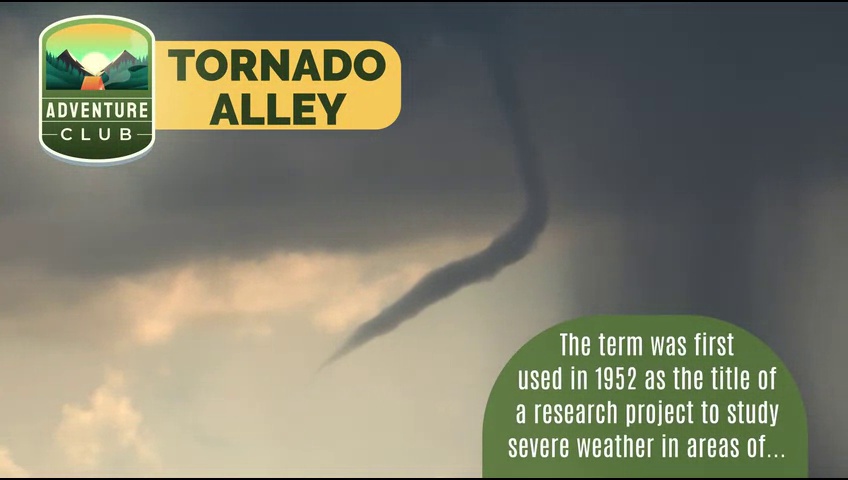 ADVENTURE
CLUB
TORNADO
ALLEY
The term was first
used in 1952 as the title of
a research project to study
severe weather in areas of...